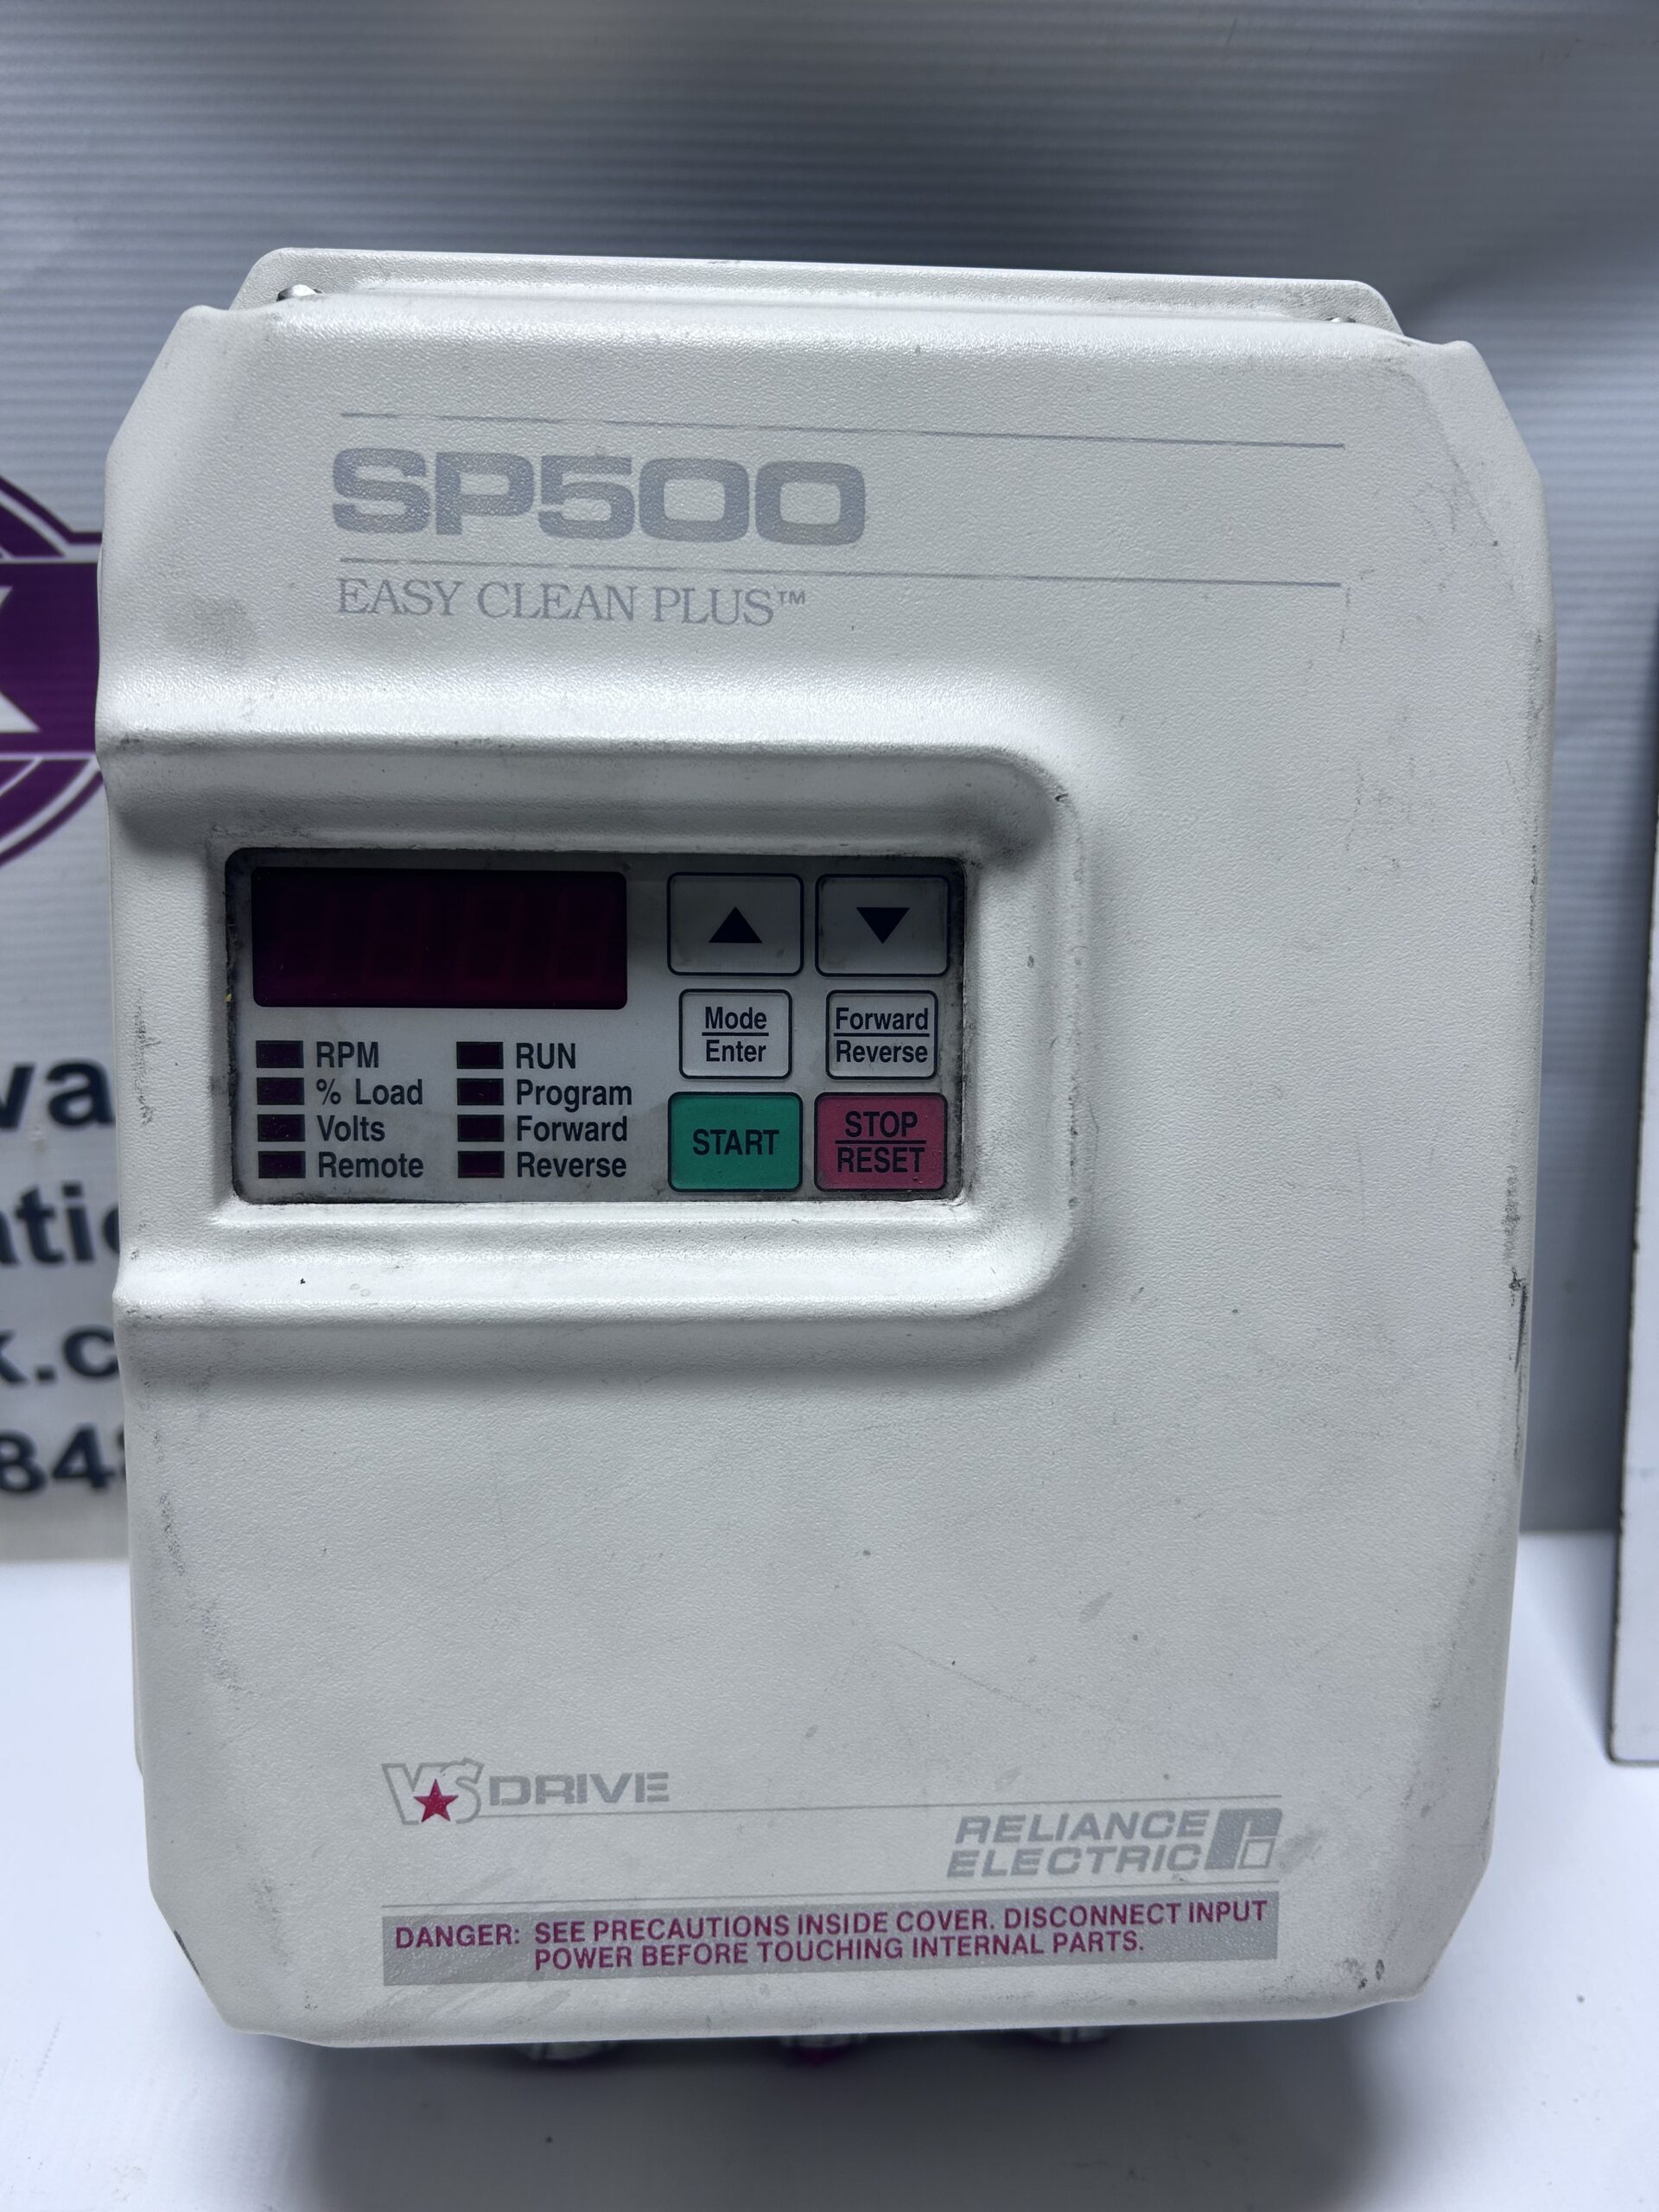 SP500
EASY CLEAN PLUS™
RPM
% Load
Volts
Remote
RUN
Program
Forward
Reverse
Mode
Enter
Forward
Reverse
START
STOP
RESET
VS DRIVE
RELIANCE
ELECTRIC
DANGER: SEE PRECAUTIONS INSIDE COVER. DISCONNECT INPUT
POWER BEFORE TOUCHING INTERNAL PARTS.